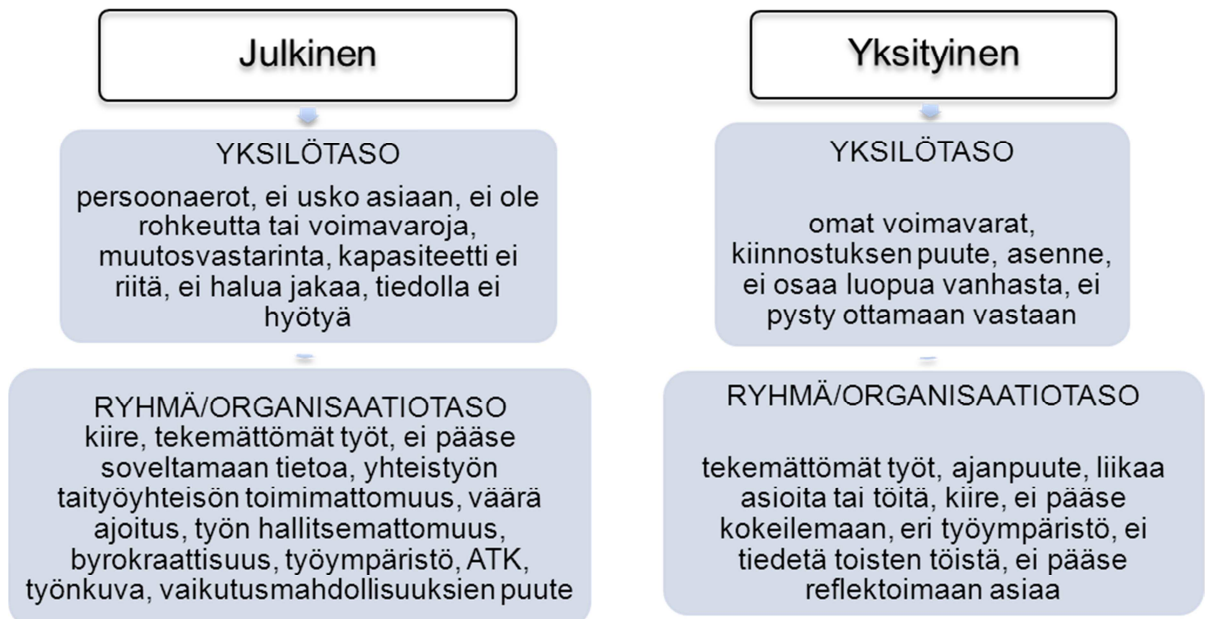 Julkinen
YKSILÖTASO
persoonaerot, ei usko asiaan, ei ole
rohkeutta tai voimavaroja,
muutosvastarinta, kapasiteetti ei
riitä, ei halua jakaa, tiedolla ei
hyötyä
RYHMÄ/ORGANISAATIOTASO
kiire, tekemättömät työt, ei pääse
soveltamaan tietoa, yhteistyön
taityöyhteisön toimimattomuus, väärä
ajoitus, työn hallitsemattomuus,
byrokraattisuus, työympäristö, ATK,
työnkuva, vaikutusmahdollisuuksien puute
Yksityinen
YKSILÖTASO
omat voimavarat,
kiinnostuksen puute, asenne,
ei osaa luopua vanhasta, ei
pysty ottamaan vastaan
RYHMÄ/ORGANISAATIOTASO
tekemättömät työt, ajanpuute, liikaa
asioita tai töitä, kiire, ei pääse
kokeilemaan, eri työympäristö, ei
tiedetä toisten töistä, ei pääse
reflektoimaan asiaa